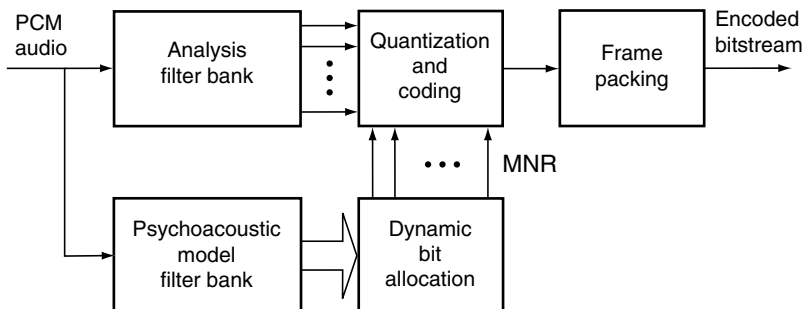 PCM
audio
Analysis
filter bank
Quantization
and
coding
Frame
packing
Encoded
bitstream
MNR
Psychoacoustic
model
filter bank
Dynamic
bit
allocation